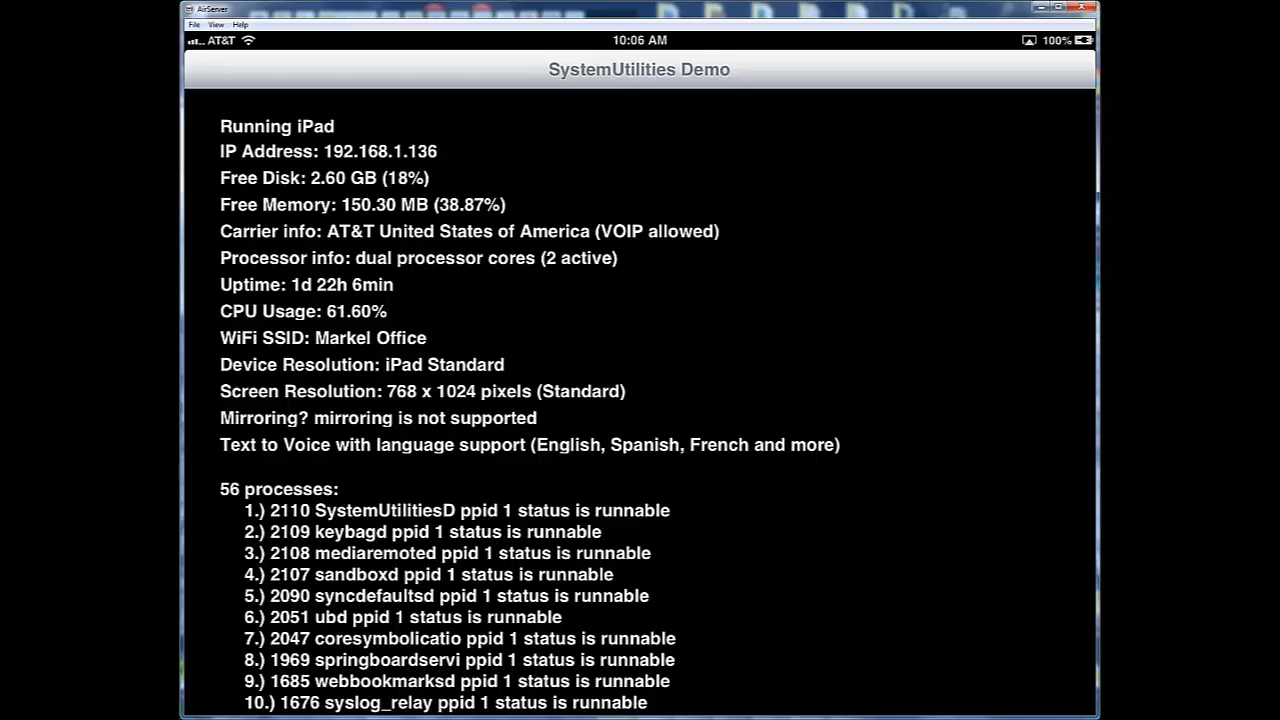 AirServer
File View Help
AT&T 10:06 AM 100%
SystemUtilities Demo
Running iPad
IP Address: 192.168.1.136
Free Disk: 2.60 GB (18%)
Free Memory: 150.30 MB (38.87%)
Carrier info: AT&T United States of America (VOIP allowed)
Processor info: dual processor cores (2 active)
Uptime: 1d 22h 6min
CPU Usage: 61.60%
WiFi SSID: Markel Office
Device Resolution: iPad Standard
Screen Resolution: 768 x 1024 pixels (Standard)
Mirroring? mirroring is not supported
Text to Voice with language support (English, Spanish, French and more)
56 processes:
1.) 2110 SystemUtilitiesD ppid 1 status is runnable
2.) 2109 keybagd ppid 1 status is runnable
3.) 2108 mediaremoted ppid 1 status is runnable
4.) 2107 sandboxd ppid 1 status is runnable
5.) 2090 syncdefaultsd ppid 1 status is runnable
6.) 2051 ubd ppid 1 status is runnable
7.) 2047 coresymbolicatio ppid 1 status is runnable
8.) 1969 springboardservi ppid 1 status is runnable
9.) 1685 webbookmarksd ppid 1 status is runnable
10.) 1676 syslog_relay ppid 1 status is runnable